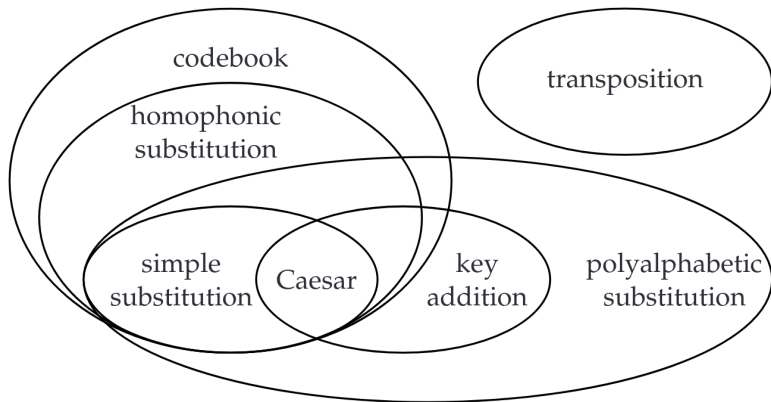 codebook
transposition
homophonic
substitution
simple
substitution
Caesar
key
addition
polyalphabetic
substitution